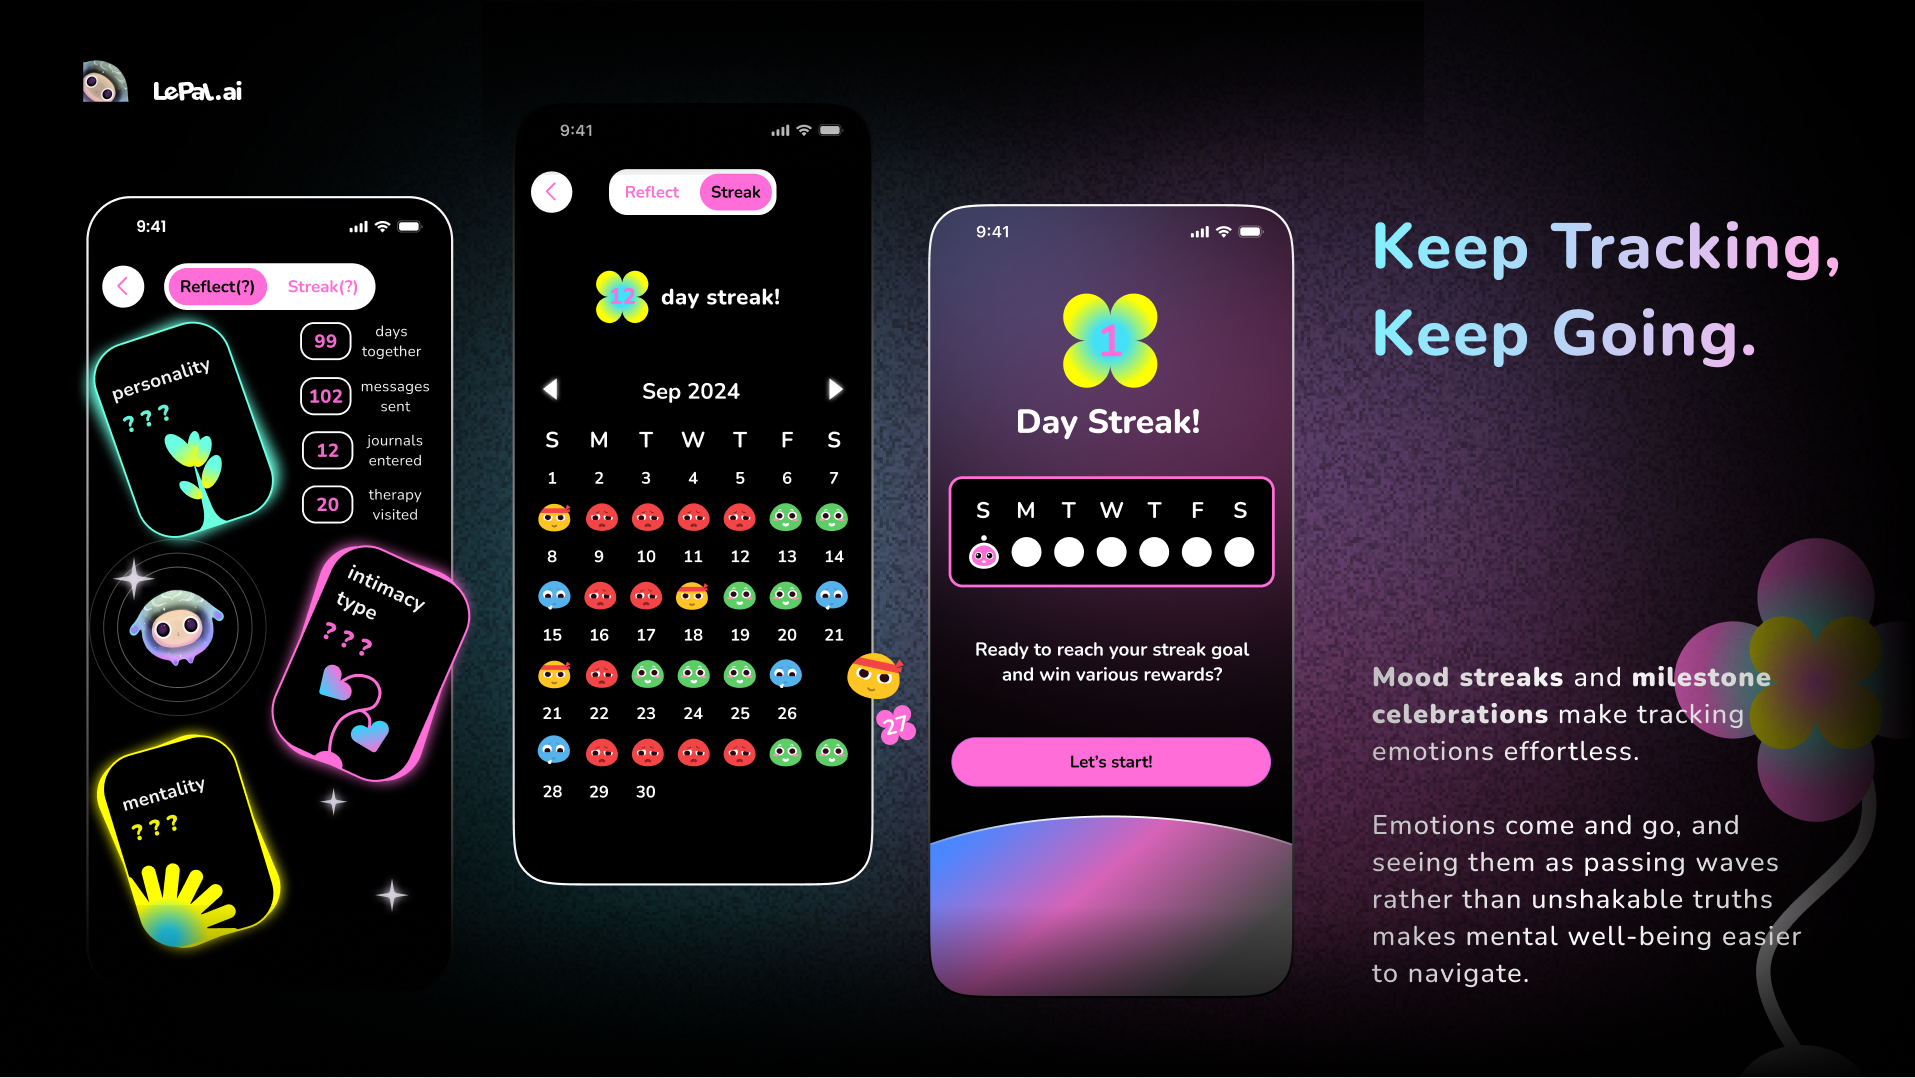 LePal.ai
9:41
Reflect(?) Streak(?)
personality
? ? ?
99 days together
102 messages sent
12 journals entered
20 therapy visited
intimacy
type
? ? ?
mentality
? ? ?
9:41
Reflect Streak
12 day streak!
Sep 2024
S M T W T F S
1 2 3 4 5 6 7
8 9 10 11 12 13 14
15 16 17 18 19 20 21
21 22 23 24 25 26 27
28 29 30
9:41
1
Day Streak!
S M T W T F S
Ready to reach your streak goal
and win various rewards?
Let's start!
Keep Tracking,
Keep Going.
Mood streaks and milestone
celebrations make tracking
emotions effortless.
Emotions come and go, and
seeing them as passing waves
rather than unshakable truths
makes mental well-being easier
to navigate.